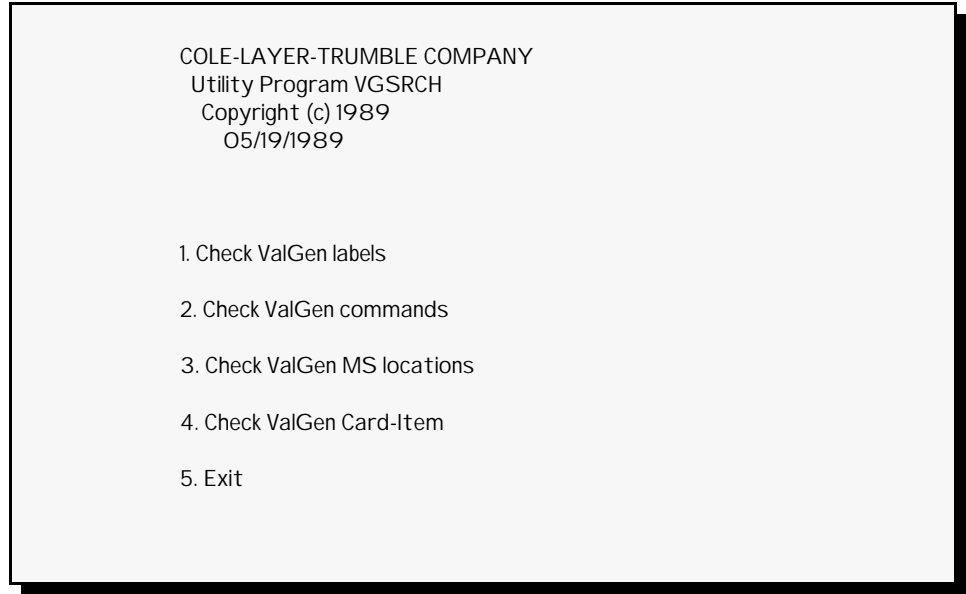 COLE-LAYER-TRUMBLE COMPANY
Utility Program VGSRCH
Copyright (c) 1989
05/19/1989
1. Check ValGen labels
2. Check ValGen commands
3. Check ValGen MS locations
4. Check ValGen Card-Item
5. Exit